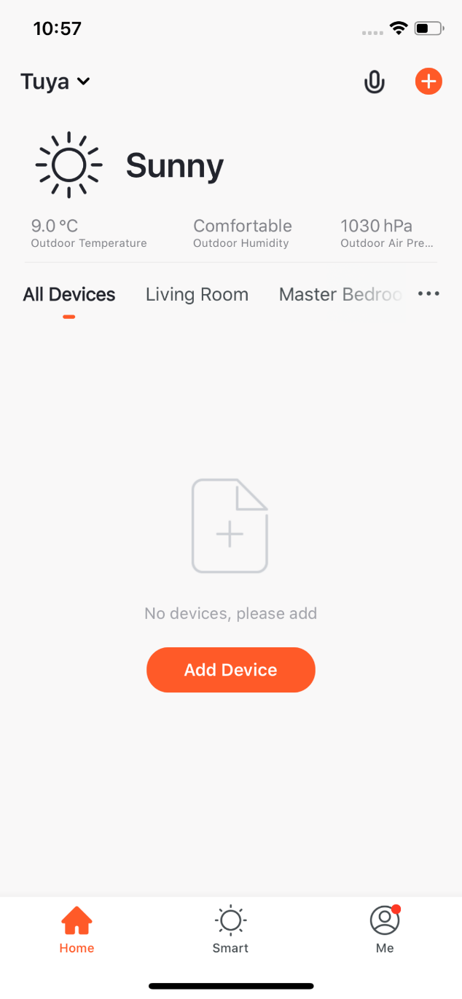 10:57
Tuya
Sunny
9.0 °C
Outdoor Temperature
Comfortable
Outdoor Humidity
1030 hPa
Outdoor Air Pre...
All Devices Living Room Master Bedroo
No devices, please add
Add Device
Home Smart Me